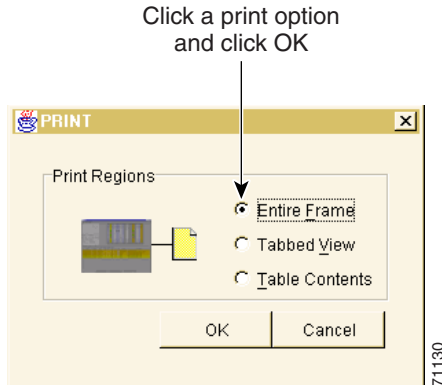 Click a print option
and click OK
PRINT
Print Regions
Entire Frame
Tabbed View
Table Contents
OK
Cancel
71130